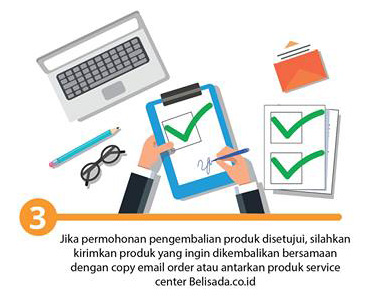 3
Jika permohonan pengembalian produk disetujui, silahkan
kirimkan produk yang ingin dikembalikan bersamaan
dengan copy email order atau antarkan produk service
center Belisada.co.id